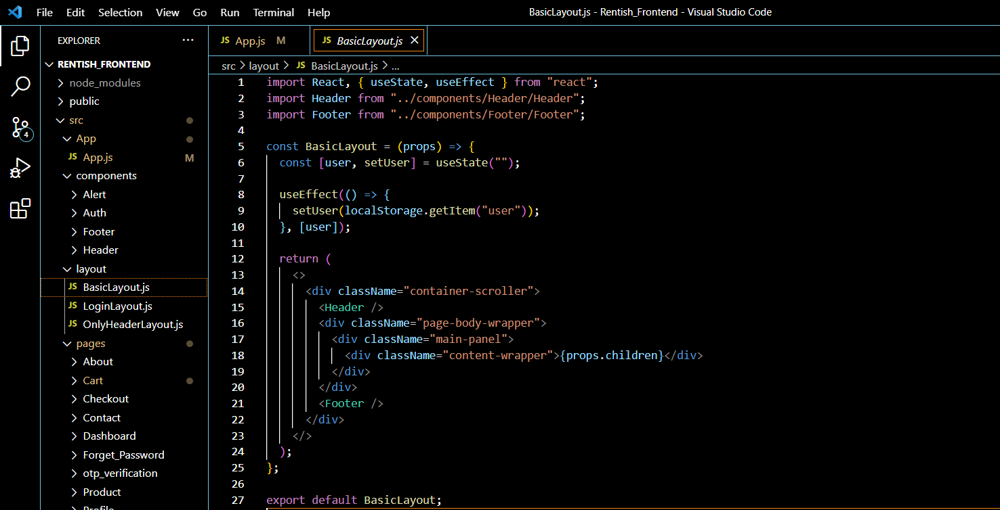 File Edit Selection View Go Run Terminal Help BasicLayout.js - Rentish_Frontend - Visual Studio Code
EXPLORER ...
RENTISH_FRONTEND
node_modules
public
src
App
JS App.js M
components
Alert
Auth
Footer
Header
layout
JS BasicLayout.js
JS LoginLayout.js
JS OnlyHeaderLayout.js
pages
About
Cart
Checkout
Contact
Dashboard
Forget_Password
otp_verification
Product
Profile
4
JS App.js M JS BasicLayout.js
src > layout > JS BasicLayout.js > ...
1 import React, { useState, useEffect } from "react";
2 import Header from "../components/Header/Header";
3 import Footer from "../components/Footer/Footer";
4
5 const BasicLayout = (props) => {
6 const [user, setUser] = useState("");
7
8 useEffect(() => {
9 setUser(localStorage.getItem("user"));
10 }, [user]);
11
12 return (
13 <>
14 <div className="container-scroller">
15 <Header />
16 <div className="page-body-wrapper">
17 <div className="main-panel">
18 <div className="content-wrapper">{props.children}</div>
19 </div>
20 </div>
21 <Footer />
22 </div>
23 </>
24 );
25 };
26
27 export default BasicLayout;